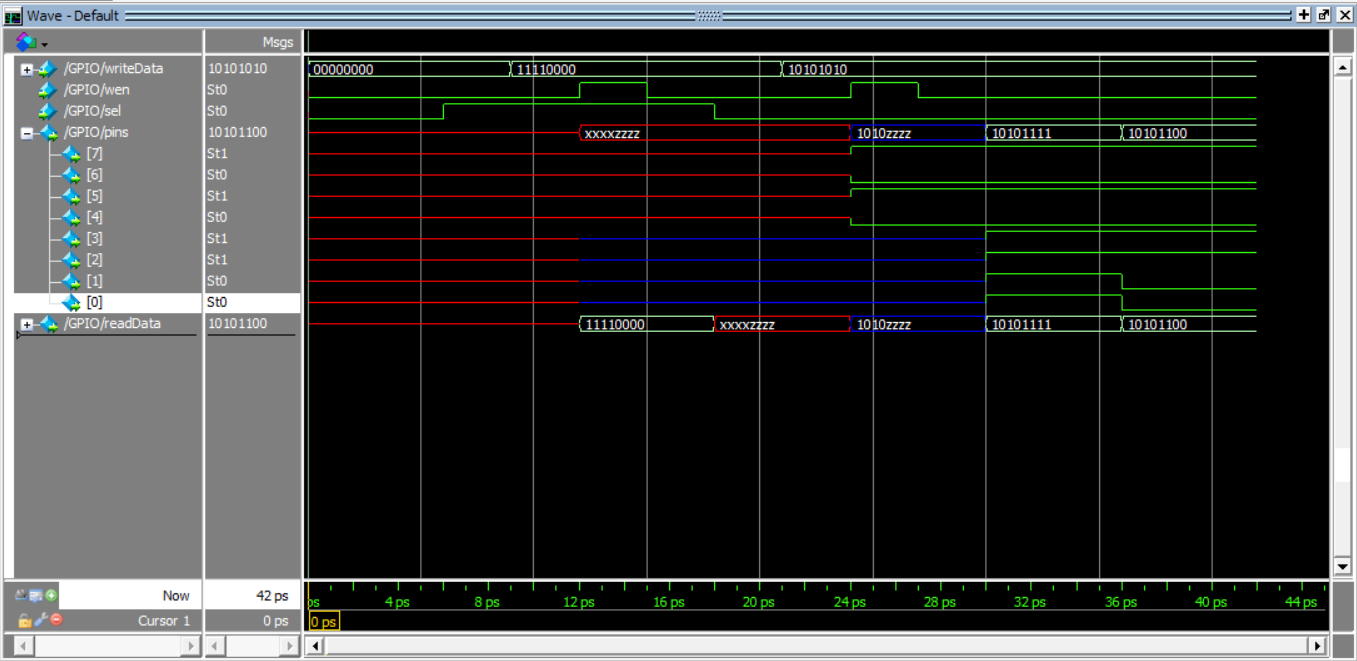 Wave - Default
Msgs
/GPIO/writeData 10101010 00000000 11110000 10101010
/GPIO/wen St0
/GPIO/sel St0
/GPIO/pins 10101100 xxxxzzzz 1010zzzz 10101111 10101100
[7] St1
[6] St0
[5] St1
[4] St0
[3] St1
[2] St1
[1] St0
[0] St0
/GPIO/readData 10101100 11110000 xxxxzzzz 1010zzzz 10101111 10101100
Now 42 ps ps 4 ps 8 ps 12 ps 16 ps 20 ps 24 ps 28 ps 32 ps 36 ps 40 ps 44 ps
Cursor 1 0 ps 0 ps